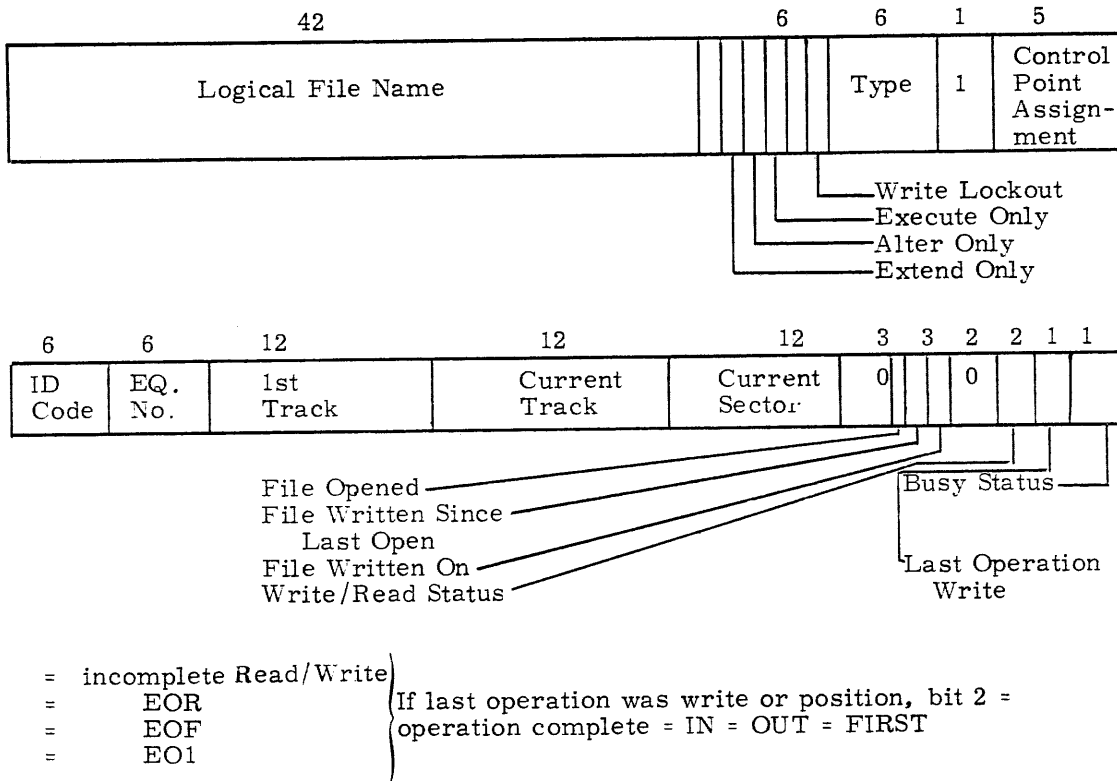 42 6 6 1 5
Logical File Name Type 1 Control
Point
Assign-
ment
Write Lockout
Execute Only
Alter Only
Extend Only
6 6 12 12 12 3 3 2 2 1 1
ID EQ. 1st Current Current 0 0
Code No. Track Track Sector
File Opened Busy Status
File Written Since
Last Open
File Written On Last Operation
Write/Read Status Write
= incomplete Read/Write
= EOR If last operation was write or position, bit 2 =
= EOF operation complete = IN = OUT = FIRST
= EO1